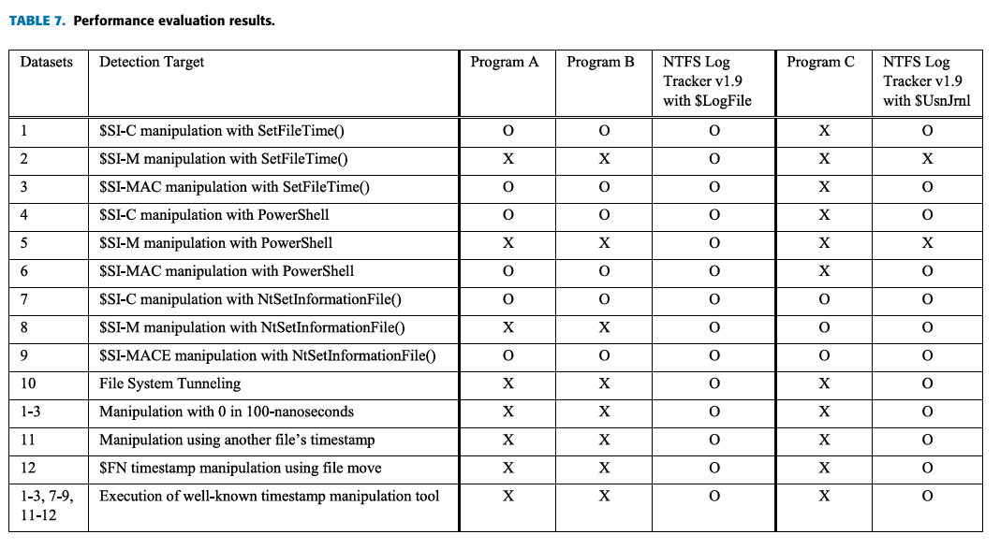 TABLE 7. Performance evaluation results.
Datasets Detection Target Program A Program B NTFS Log Tracker v1.9 with $LogFile Program C NTFS Log Tracker v1.9 with $UsnJrnl
1 $SI-C manipulation with SetFileTime() O O O X O
2 $SI-M manipulation with SetFileTime() X X O X X
3 $SI-MAC manipulation with SetFileTime() O O O X O
4 $SI-C manipulation with PowerShell O O O X O
5 $SI-M manipulation with PowerShell X X O X X
6 $SI-MAC manipulation with PowerShell O O O X O
7 $SI-C manipulation with NtSetInformationFile() O O O O O
8 $SI-M manipulation with NtSetInformationFile() X X O O O
9 $SI-MACE manipulation with NtSetInformationFile() O O O O O
10 File System Tunneling X X O X O
1-3 Manipulation with 0 in 100-nanoseconds X X O X O
11 Manipulation using another file's timestamp X X O X O
12 $FN timestamp manipulation using file move X X O X O
1-3, 7-9, 11-12 Execution of well-known timestamp manipulation tool X X O X O